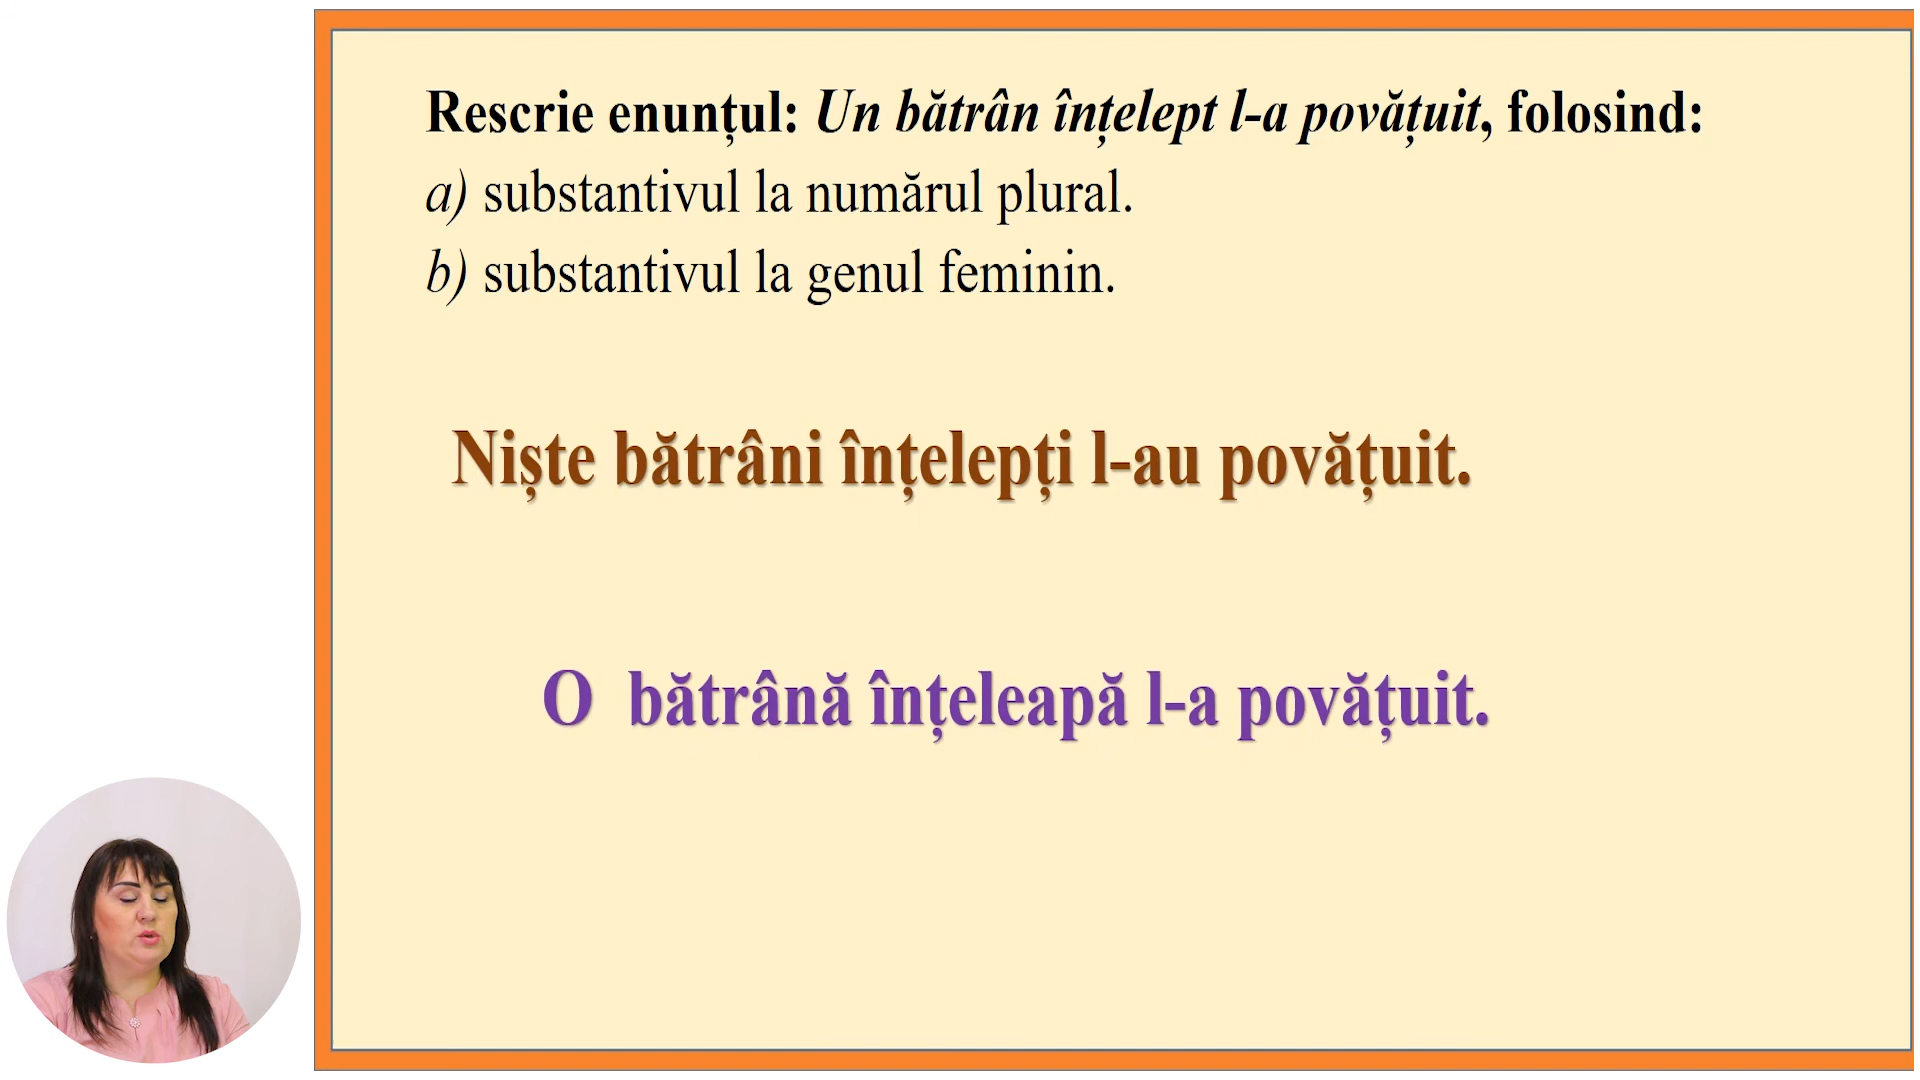 Rescrie enunțul: Un bătrân înțelept l-a povățuit, folosind:
a) substantivul la numărul plural.
b) substantivul la genul feminin.
Niște bătrâni înțelepți l-au povățuit.
O bătrână înțeleapă l-a povățuit.